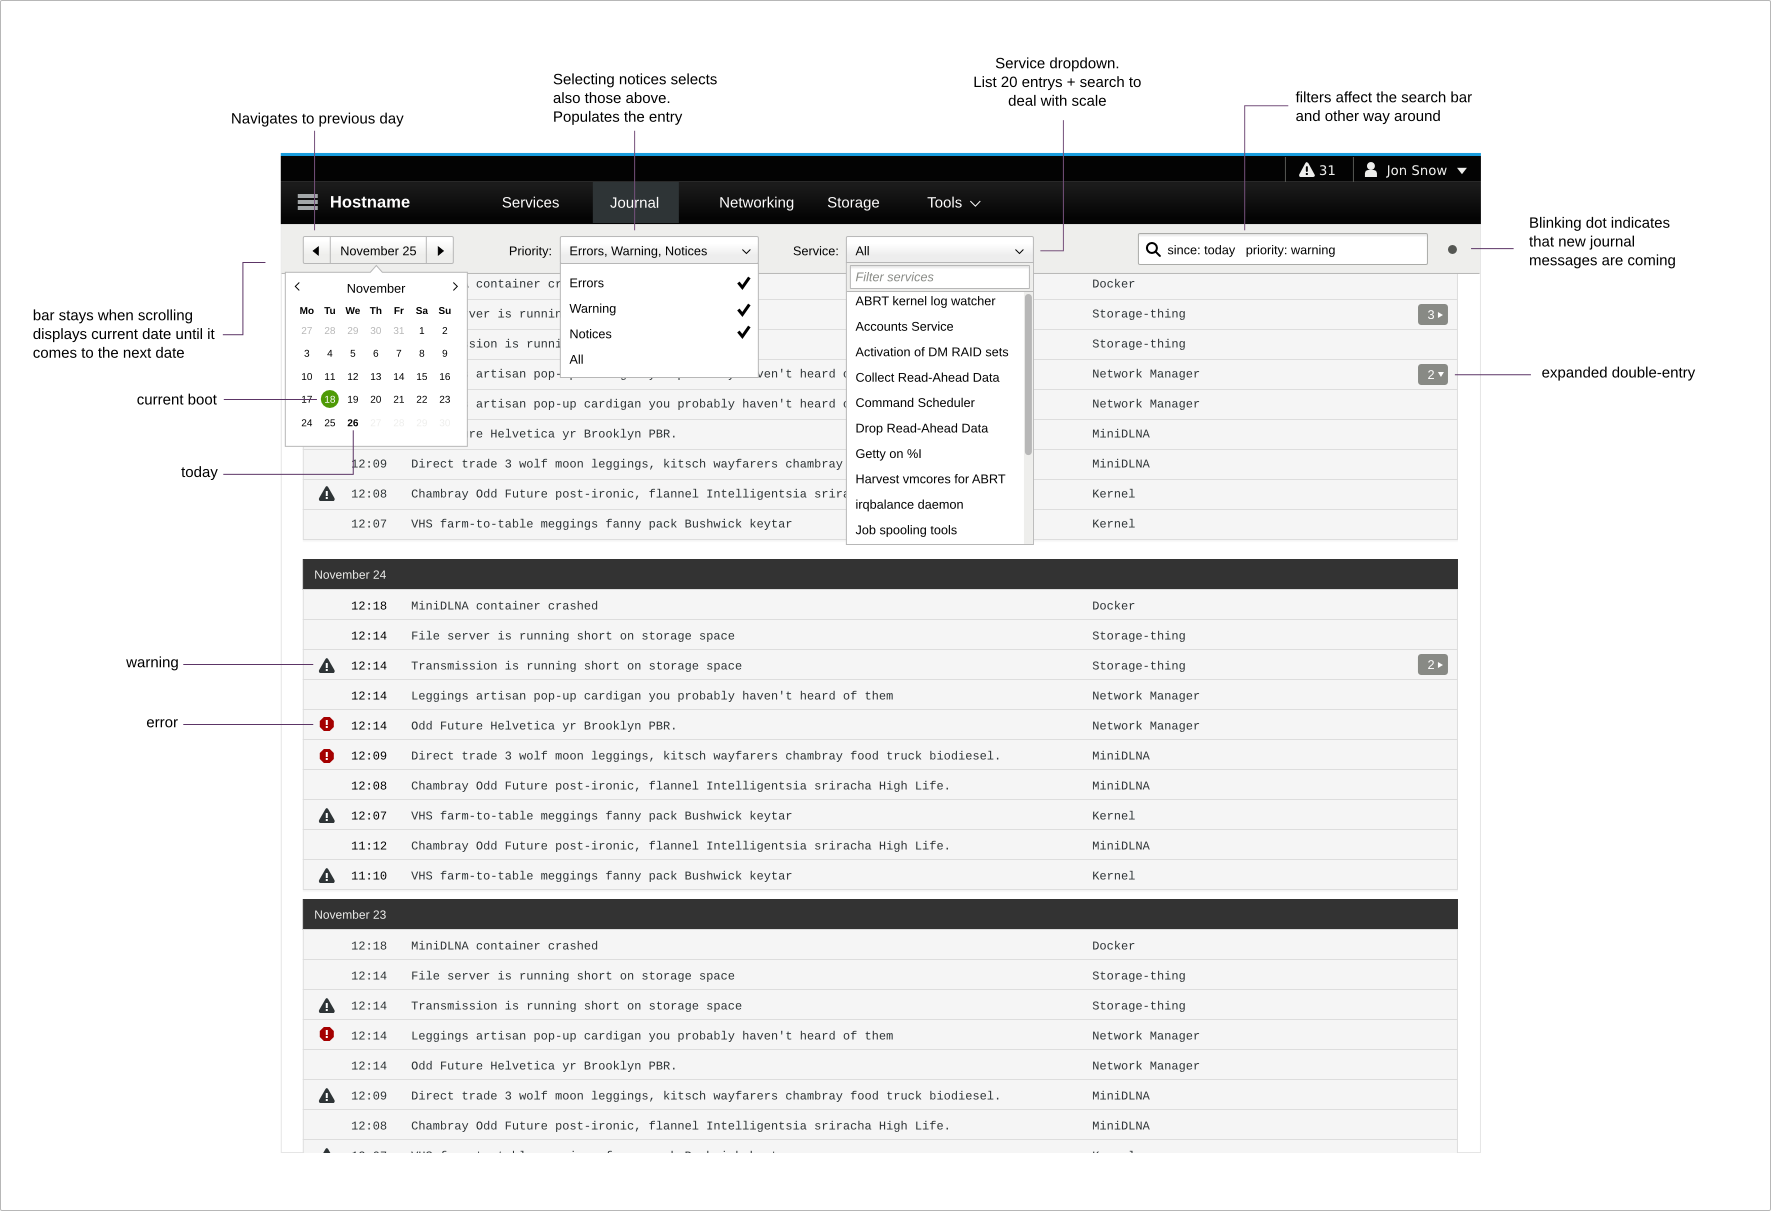 Service dropdown.
List 20 entrys + search to
deal with scale
Selecting notices selects
also those above.
Populates the entry
filters affect the search bar
and other way around
Navigates to previous day
31
Jon Snow
Hostname
Services
Journal
Networking
Storage
Tools
Blinking dot indicates
that new journal
messages are coming
November 25
Priority:
Errors, Warning, Notices
Service:
All
since: today priority: warning
bar stays when scrolling
displays current date until it
comes to the next date
November
Mo Tu We Th Fr Sa Su
27 28 29 30 31 1 2
3 4 5 6 7 8 9
10 11 12 13 14 15 16
17 18 19 20 21 22 23
24 25 26 27 28 29 30
current boot
today
Errors
Warning
Notices
All
Filter services
ABRT kernel log watcher
Accounts Service
Activation of DM RAID sets
Collect Read-Ahead Data
Command Scheduler
Drop Read-Ahead Data
Getty on %I
Harvest vmcores for ABRT
irqbalance daemon
Job spooling tools
container cr Docker
ver is runnin Storage-thing 3
sion is runni Storage-thing
artisan pop- ven't heard Network Manager 2
expanded double-entry
artisan pop-up cardigan you probably haven't heard Network Manager
re Helvetica yr Brooklyn PBR. MiniDLNA
12:09 Direct trade 3 wolf moon leggings, kitsch wayfarers chambray MiniDLNA
12:08 Chambray Odd Future post-ironic, flannel Intelligentsia srira Kernel
12:07 VHS farm-to-table meggings fanny pack Bushwick keytar Kernel
November 24
12:18 MiniDLNA container crashed Docker
12:14 File server is running short on storage space Storage-thing
warning
12:14 Transmission is running short on storage space Storage-thing 2
12:14 Leggings artisan pop-up cardigan you probably haven't heard of them Network Manager
error
12:14 Odd Future Helvetica yr Brooklyn PBR. Network Manager
12:09 Direct trade 3 wolf moon leggings, kitsch wayfarers chambray food truck biodiesel. MiniDLNA
12:08 Chambray Odd Future post-ironic, flannel Intelligentsia sriracha High Life. MiniDLNA
12:07 VHS farm-to-table meggings fanny pack Bushwick keytar Kernel
11:12 Chambray Odd Future post-ironic, flannel Intelligentsia sriracha High Life. MiniDLNA
11:10 VHS farm-to-table meggings fanny pack Bushwick keytar Kernel
November 23
12:18 MiniDLNA container crashed Docker
12:14 File server is running short on storage space Storage-thing
12:14 Transmission is running short on storage space Storage-thing
12:14 Leggings artisan pop-up cardigan you probably haven't heard of them Network Manager
12:14 Odd Future Helvetica yr Brooklyn PBR. Network Manager
12:09 Direct trade 3 wolf moon leggings, kitsch wayfarers chambray food truck biodiesel. MiniDLNA
12:08 Chambray Odd Future post-ironic, flannel Intelligentsia sriracha High Life. MiniDLNA